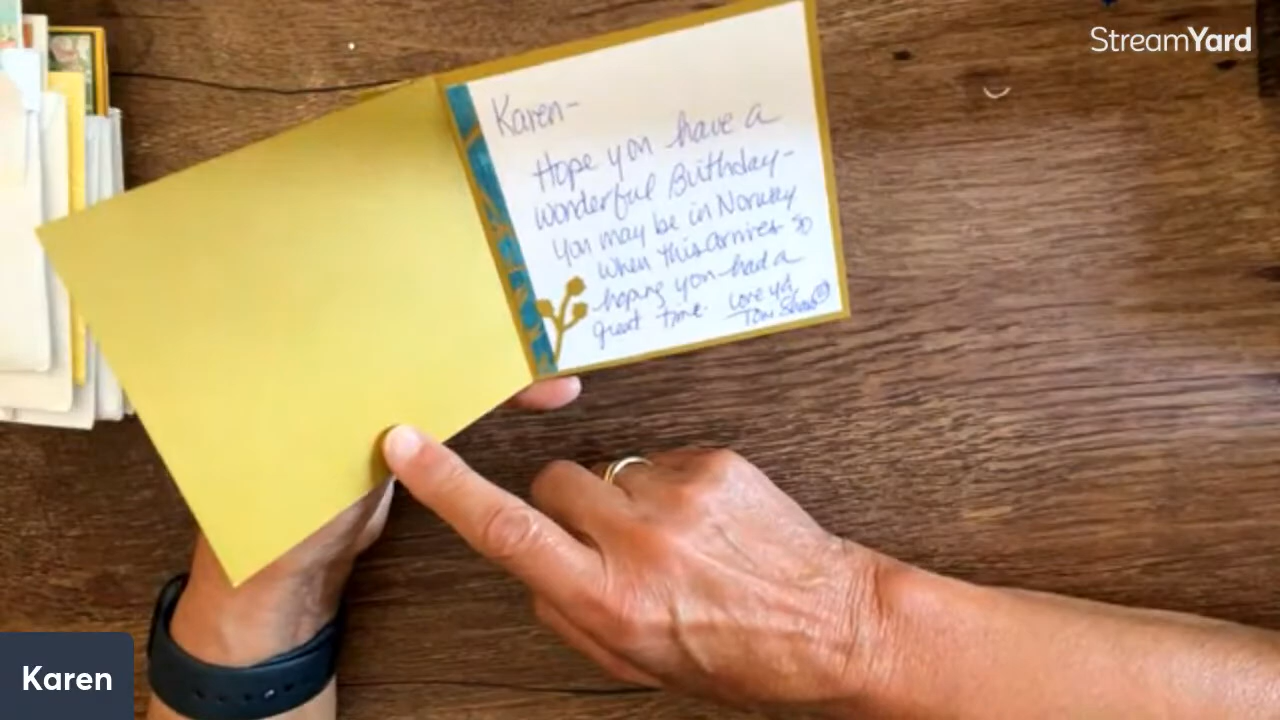 StreamYard
Karen-
Hope you have a
wonderful Birthday-
You may be in Norway
when this arrives so
hoping you had a
great time. Love ya,
Toni
Karen